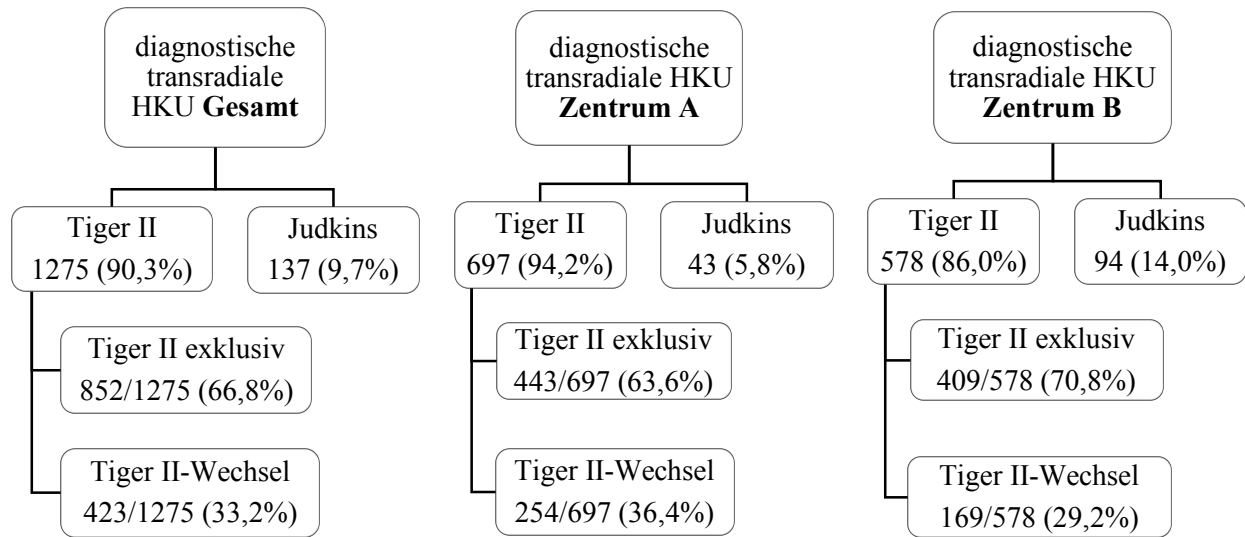 diagnostische
transradiale
HKU Gesamt
Tiger II
1275 (90,3%)
Judkins
137 (9,7%)
Tiger II exklusiv
852/1275 (66,8%)
Tiger II-Wechsel
423/1275 (33,2%)
diagnostische
transradiale HKU
Zentrum A
Tiger II
697 (94,2%)
Judkins
43 (5,8%)
Tiger II exklusiv
443/697 (63,6%)
Tiger II-Wechsel
254/697 (36,4%)
diagnostische
transradiale HKU
Zentrum B
Tiger II
578 (86,0%)
Judkins
94 (14,0%)
Tiger II exklusiv
409/578 (70,8%)
Tiger II-Wechsel
169/578 (29,2%)